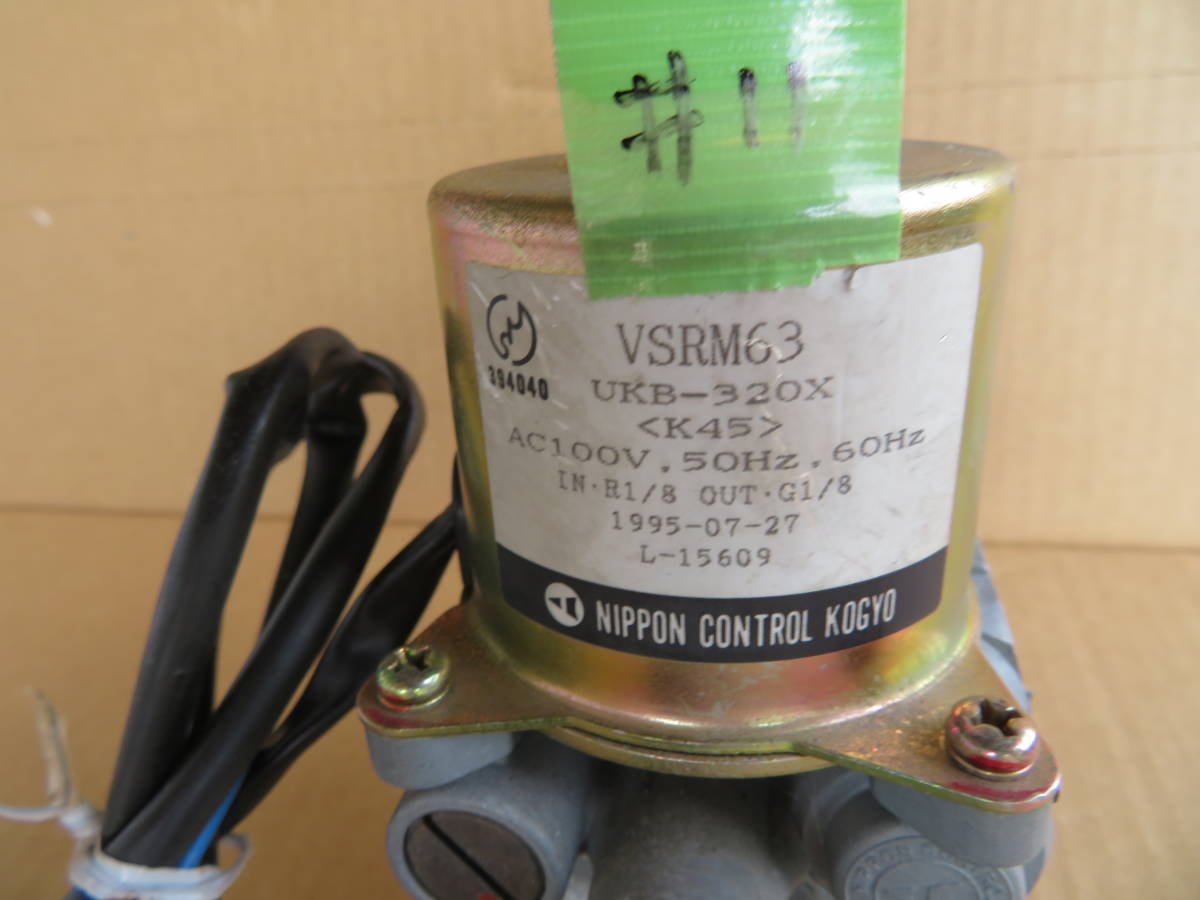 #11
VSRM63
394040
UKB-320X
<K45>
AC100V.50Hz.60Hz
IN·R1/8 OUT·G1/8
1995-07-27
L-15609
NIPPON CONTROL KOGYO